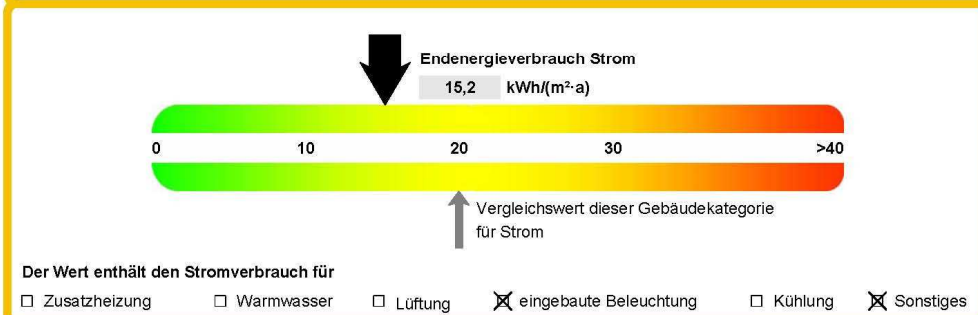 Endenergieverbrauch Strom
15,2 kWh/(m²·a)
0 10 20 30 >40
Vergleichswert dieser Gebäudekategorie
für Strom
Der Wert enthält den Stromverbrauch für
☐ Zusatzheizung ☐ Warmwasser ☐ Lüftung ☒ eingebaute Beleuchtung ☐ Kühlung ☒ Sonstiges